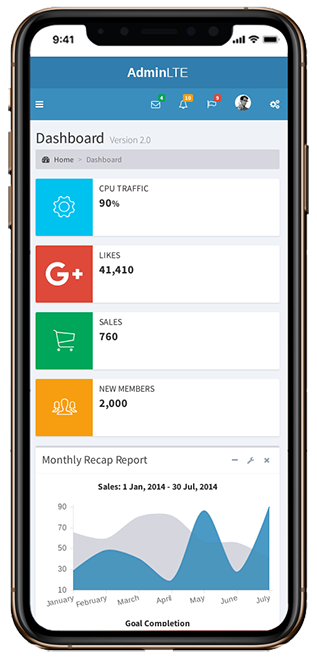 9:41
AdminLTE
4
10
9
Dashboard Version 2.0
Home > Dashboard
CPU TRAFFIC
90%
LIKES
41,410
G+
SALES
760
NEW MEMBERS
2,000
Monthly Recap Report
Sales: 1 Jan, 2014 - 30 Jul, 2014
90
70
50
30
10
January February March April May June July
Goal Completion